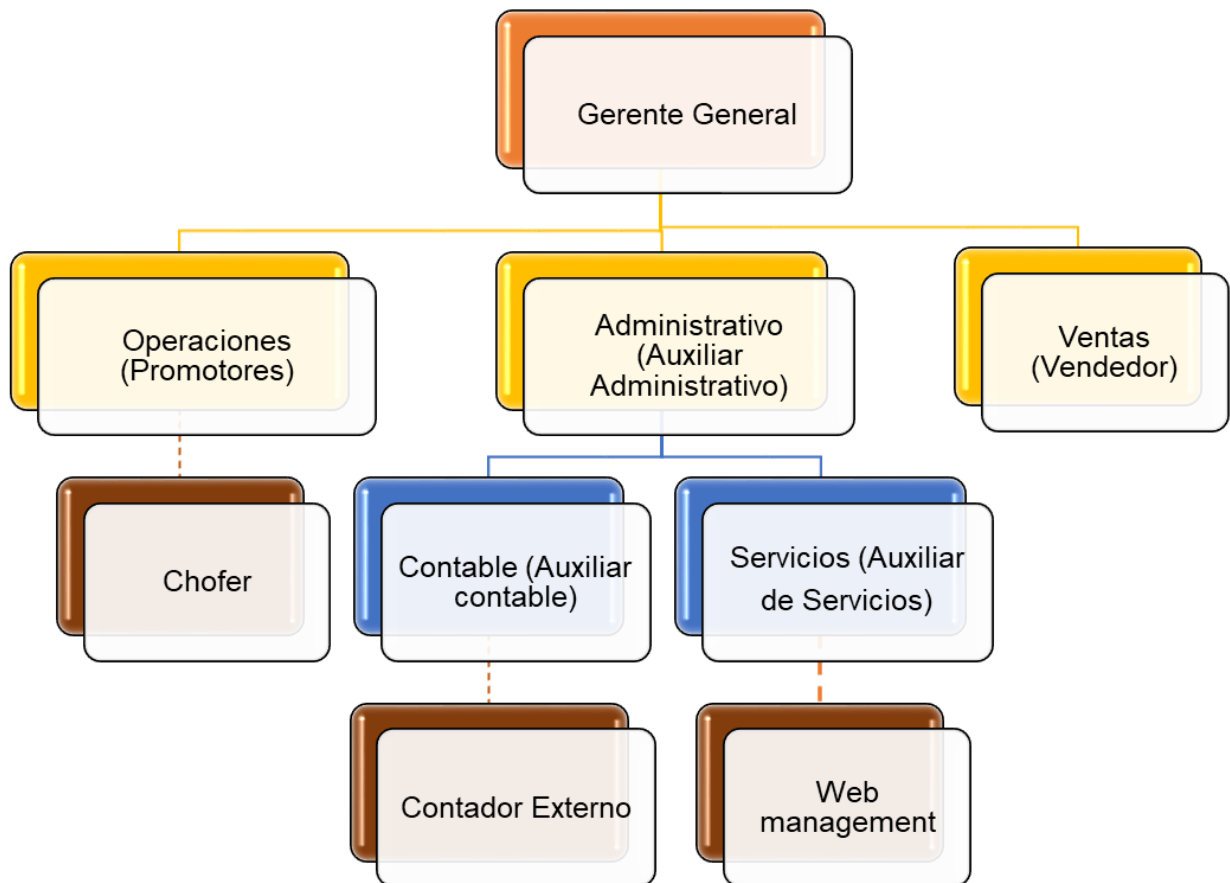 Gerente General
Operaciones
(Promotores)
Administrativo
(Auxiliar
Administrativo)
Ventas
(Vendedor)
Chofer
Contable (Auxiliar
contable)
Servicios (Auxiliar
de Servicios)
Contador Externo
Web
management